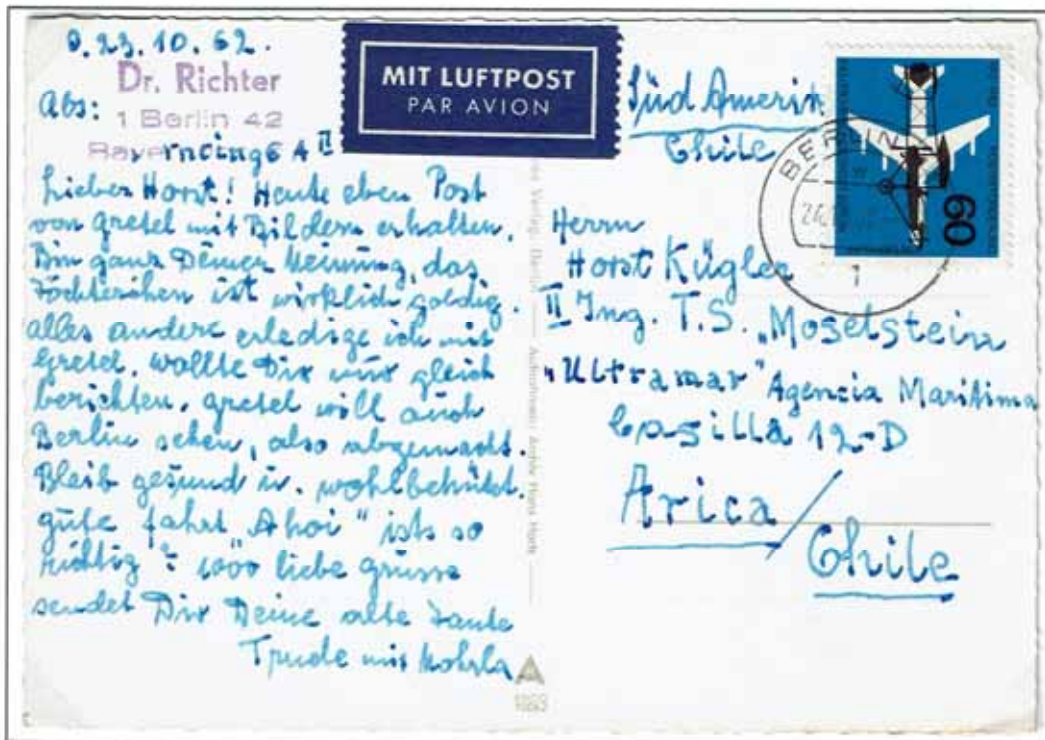 B. 23.10.62.
Dr. Richter
Abs:
1 Berlin 42
MIT LUFTPOST
PAR AVION
Lieber Horst! Heute eben Post
von Gretel mit Bildern erhalten.
Bin ganz Deiner Meinung, das
Töchterchen ist wirklich goldig.
alles andere erledige ich mit
Gretel, wollte Dir nur gleich
berichten. Gretel will auch
Berlin sehen, also abgemacht.
Bleib gesund u. wohlbehütet.
gute fahrt „Ahoi" ists so
richtig? 1000 liebe grüsse
sendet Dir Deine alte Tante
Trude mit
Süd Amerik
Chile
BERLIN
60
1
Herrn
Horst Kügler
II Ing. T.S. „Moselstein
„Ultramar" Agencia Maritima
Casilla 12-D
Arica/
Chile